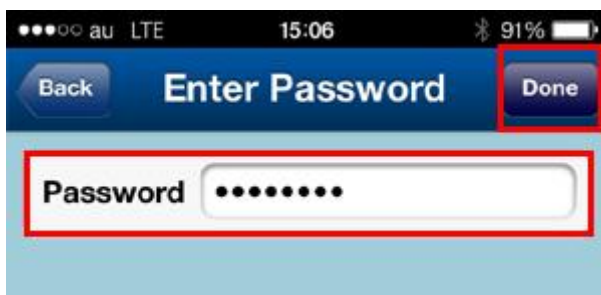 ●●●○○ au LTE 15:06 91%
Back Enter Password Done
Password ••••••••